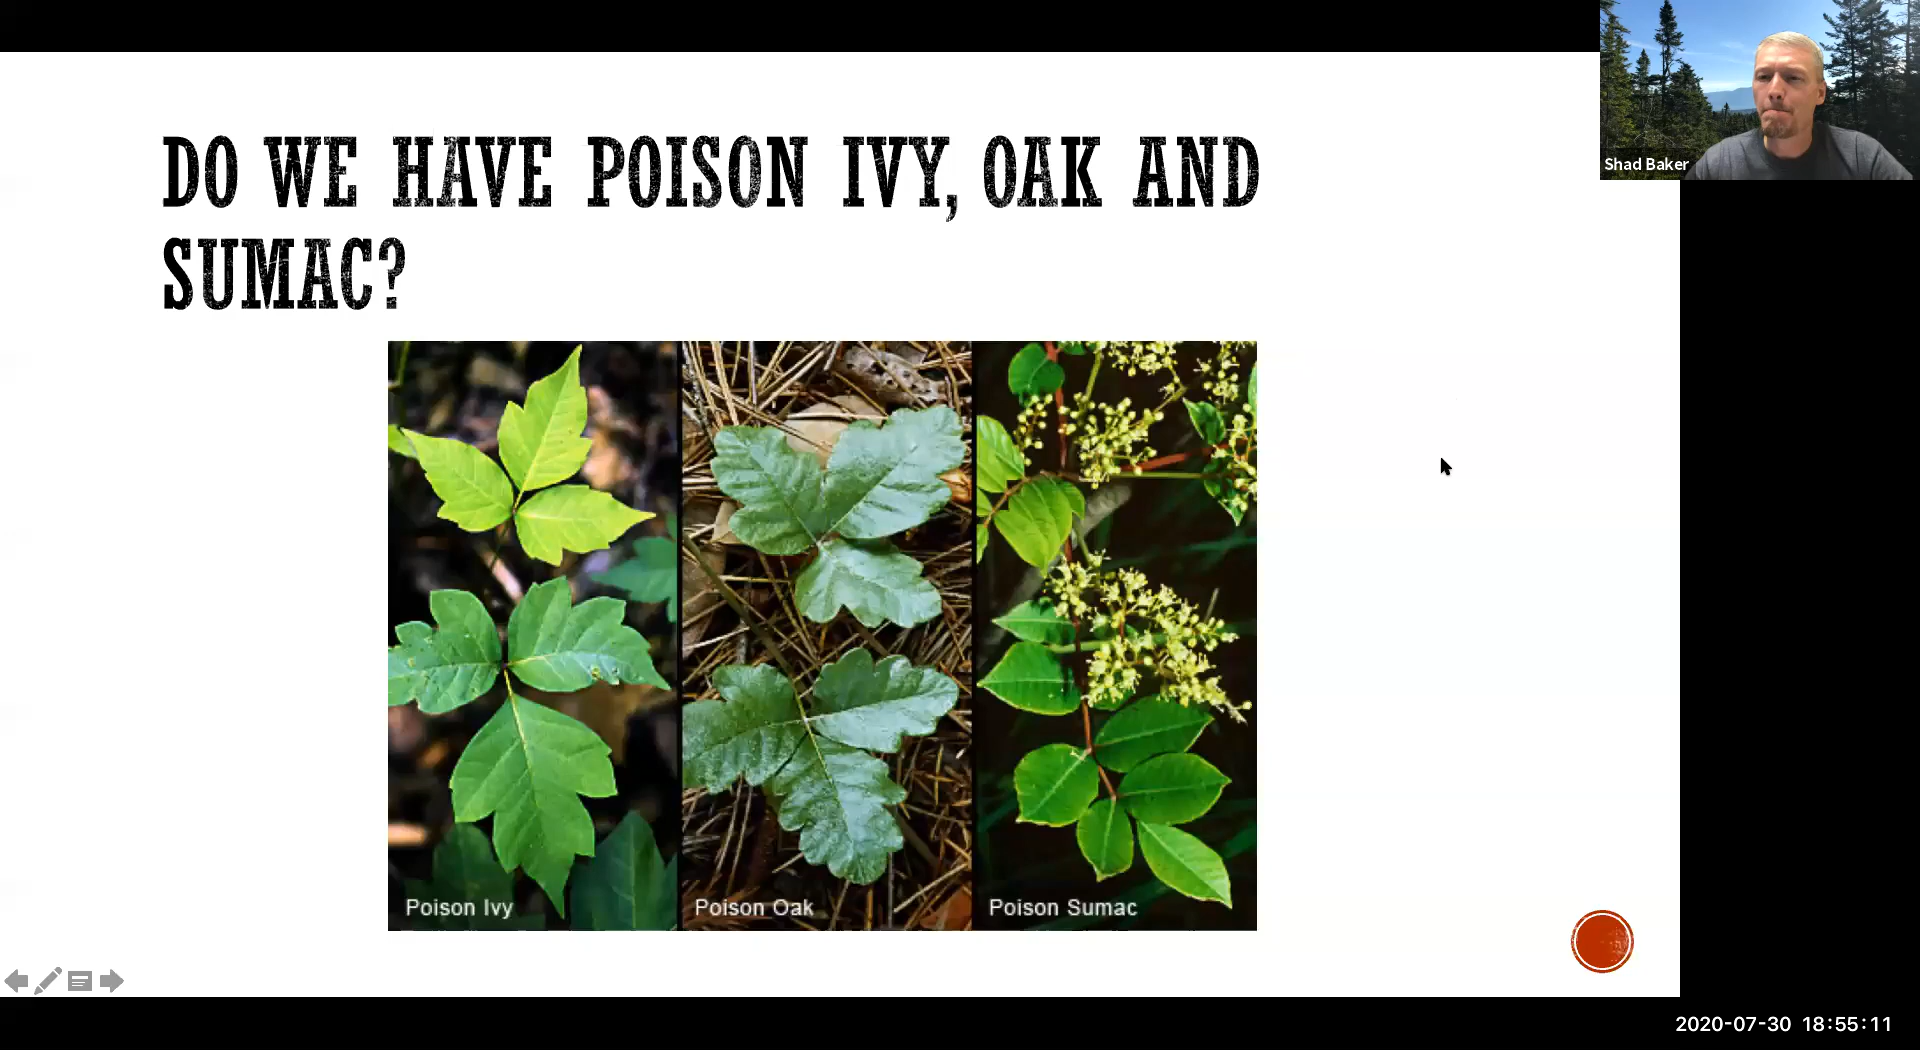 Shad Baker
DO WE HAVE POISON IVY, OAK AND
SUMAC?
Poison Ivy
Poison Oak
Poison Sumac
2020-07-30 18:55:11